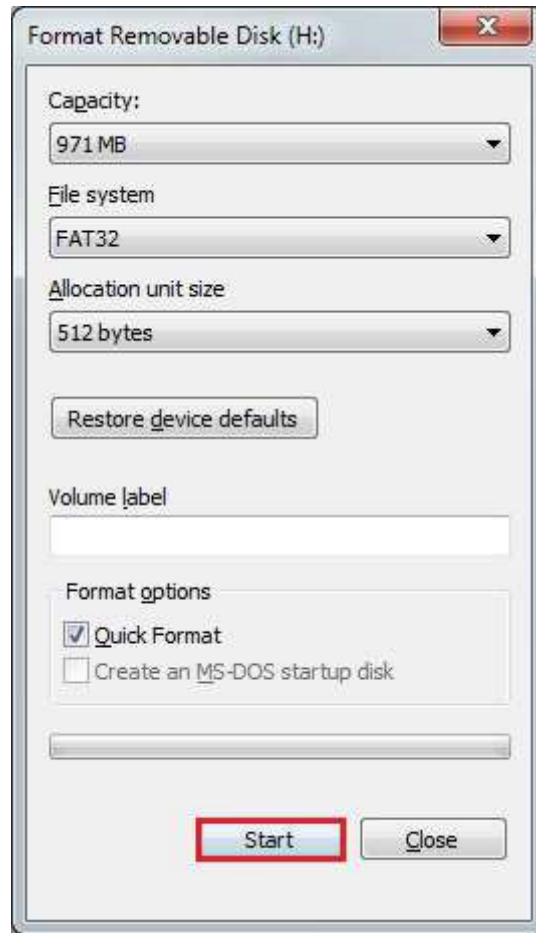 Format Removable Disk (H:)
Capacity:
971 MB
File system
FAT32
Allocation unit size
512 bytes
Restore device defaults
Volume label
Format options
Quick Format
Create an MS-DOS startup disk
Start
Close